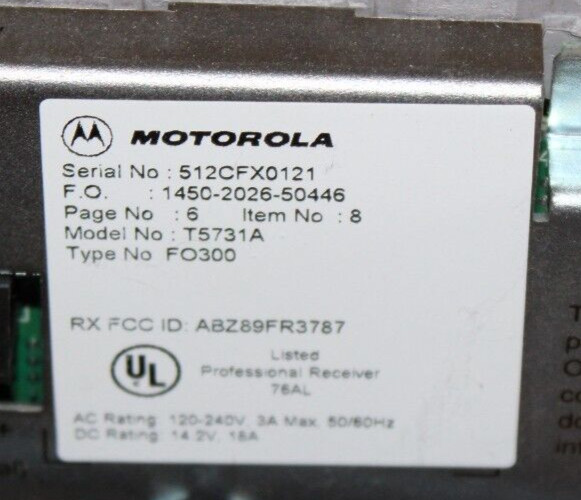 MOTOROLA
Serial No : 512CFX0121
F.O. : 1450-2026-50446
Page No : 6 Item No : 8
Model No : T5731A
Type No FO300
RX FCC ID: ABZ89FR3787
UL
Listed
Professional Receiver
76AL
AC Rating: 120-240V, 3A Max, 50/60Hz
DC Rating: 14.2V, 18A